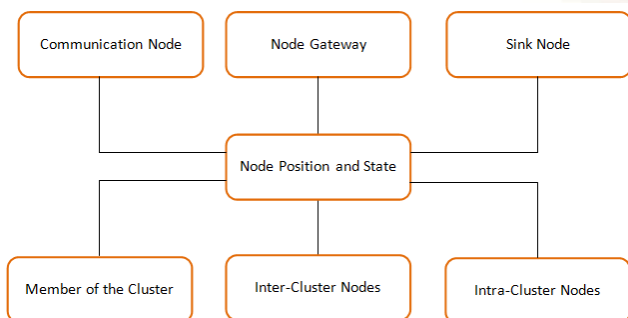 Communication Node
Node Gateway
Sink Node
Node Position and State
Member of the Cluster
Inter-Cluster Nodes
Intra-Cluster Nodes